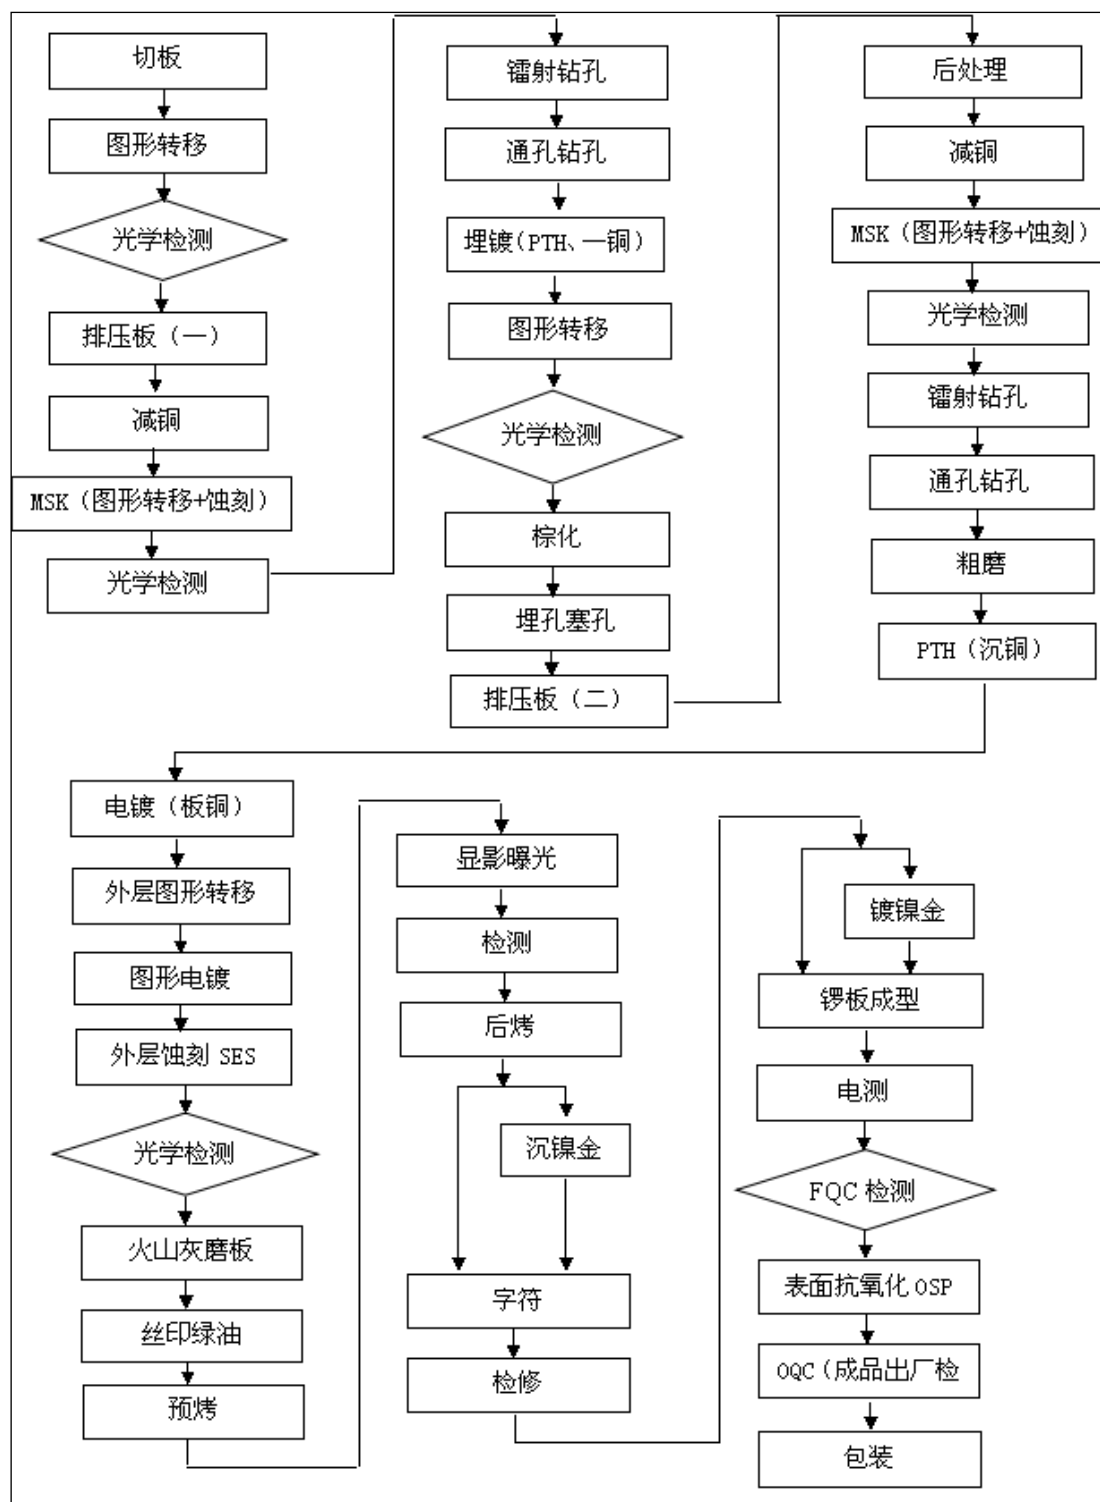 切板
图形转移
光学检测
排压板（一）
减铜
MSK（图形转移+蚀刻）
光学检测
镭射钻孔
通孔钻孔
埋镀（PTH、一铜）
图形转移
光学检测
棕化
埋孔塞孔
排压板（二）
后处理
减铜
MSK（图形转移+蚀刻）
光学检测
镭射钻孔
通孔钻孔
粗磨
PTH（沉铜）
电镀（板铜）
外层图形转移
图形电镀
外层蚀刻 SES
光学检测
火山灰磨板
丝印绿油
预烤
显影曝光
检测
后烤
沉镍金
字符
检修
镀镍金
锣板成型
电测
FQC 检测
表面抗氧化 OSP
OQC（成品出厂检
包装